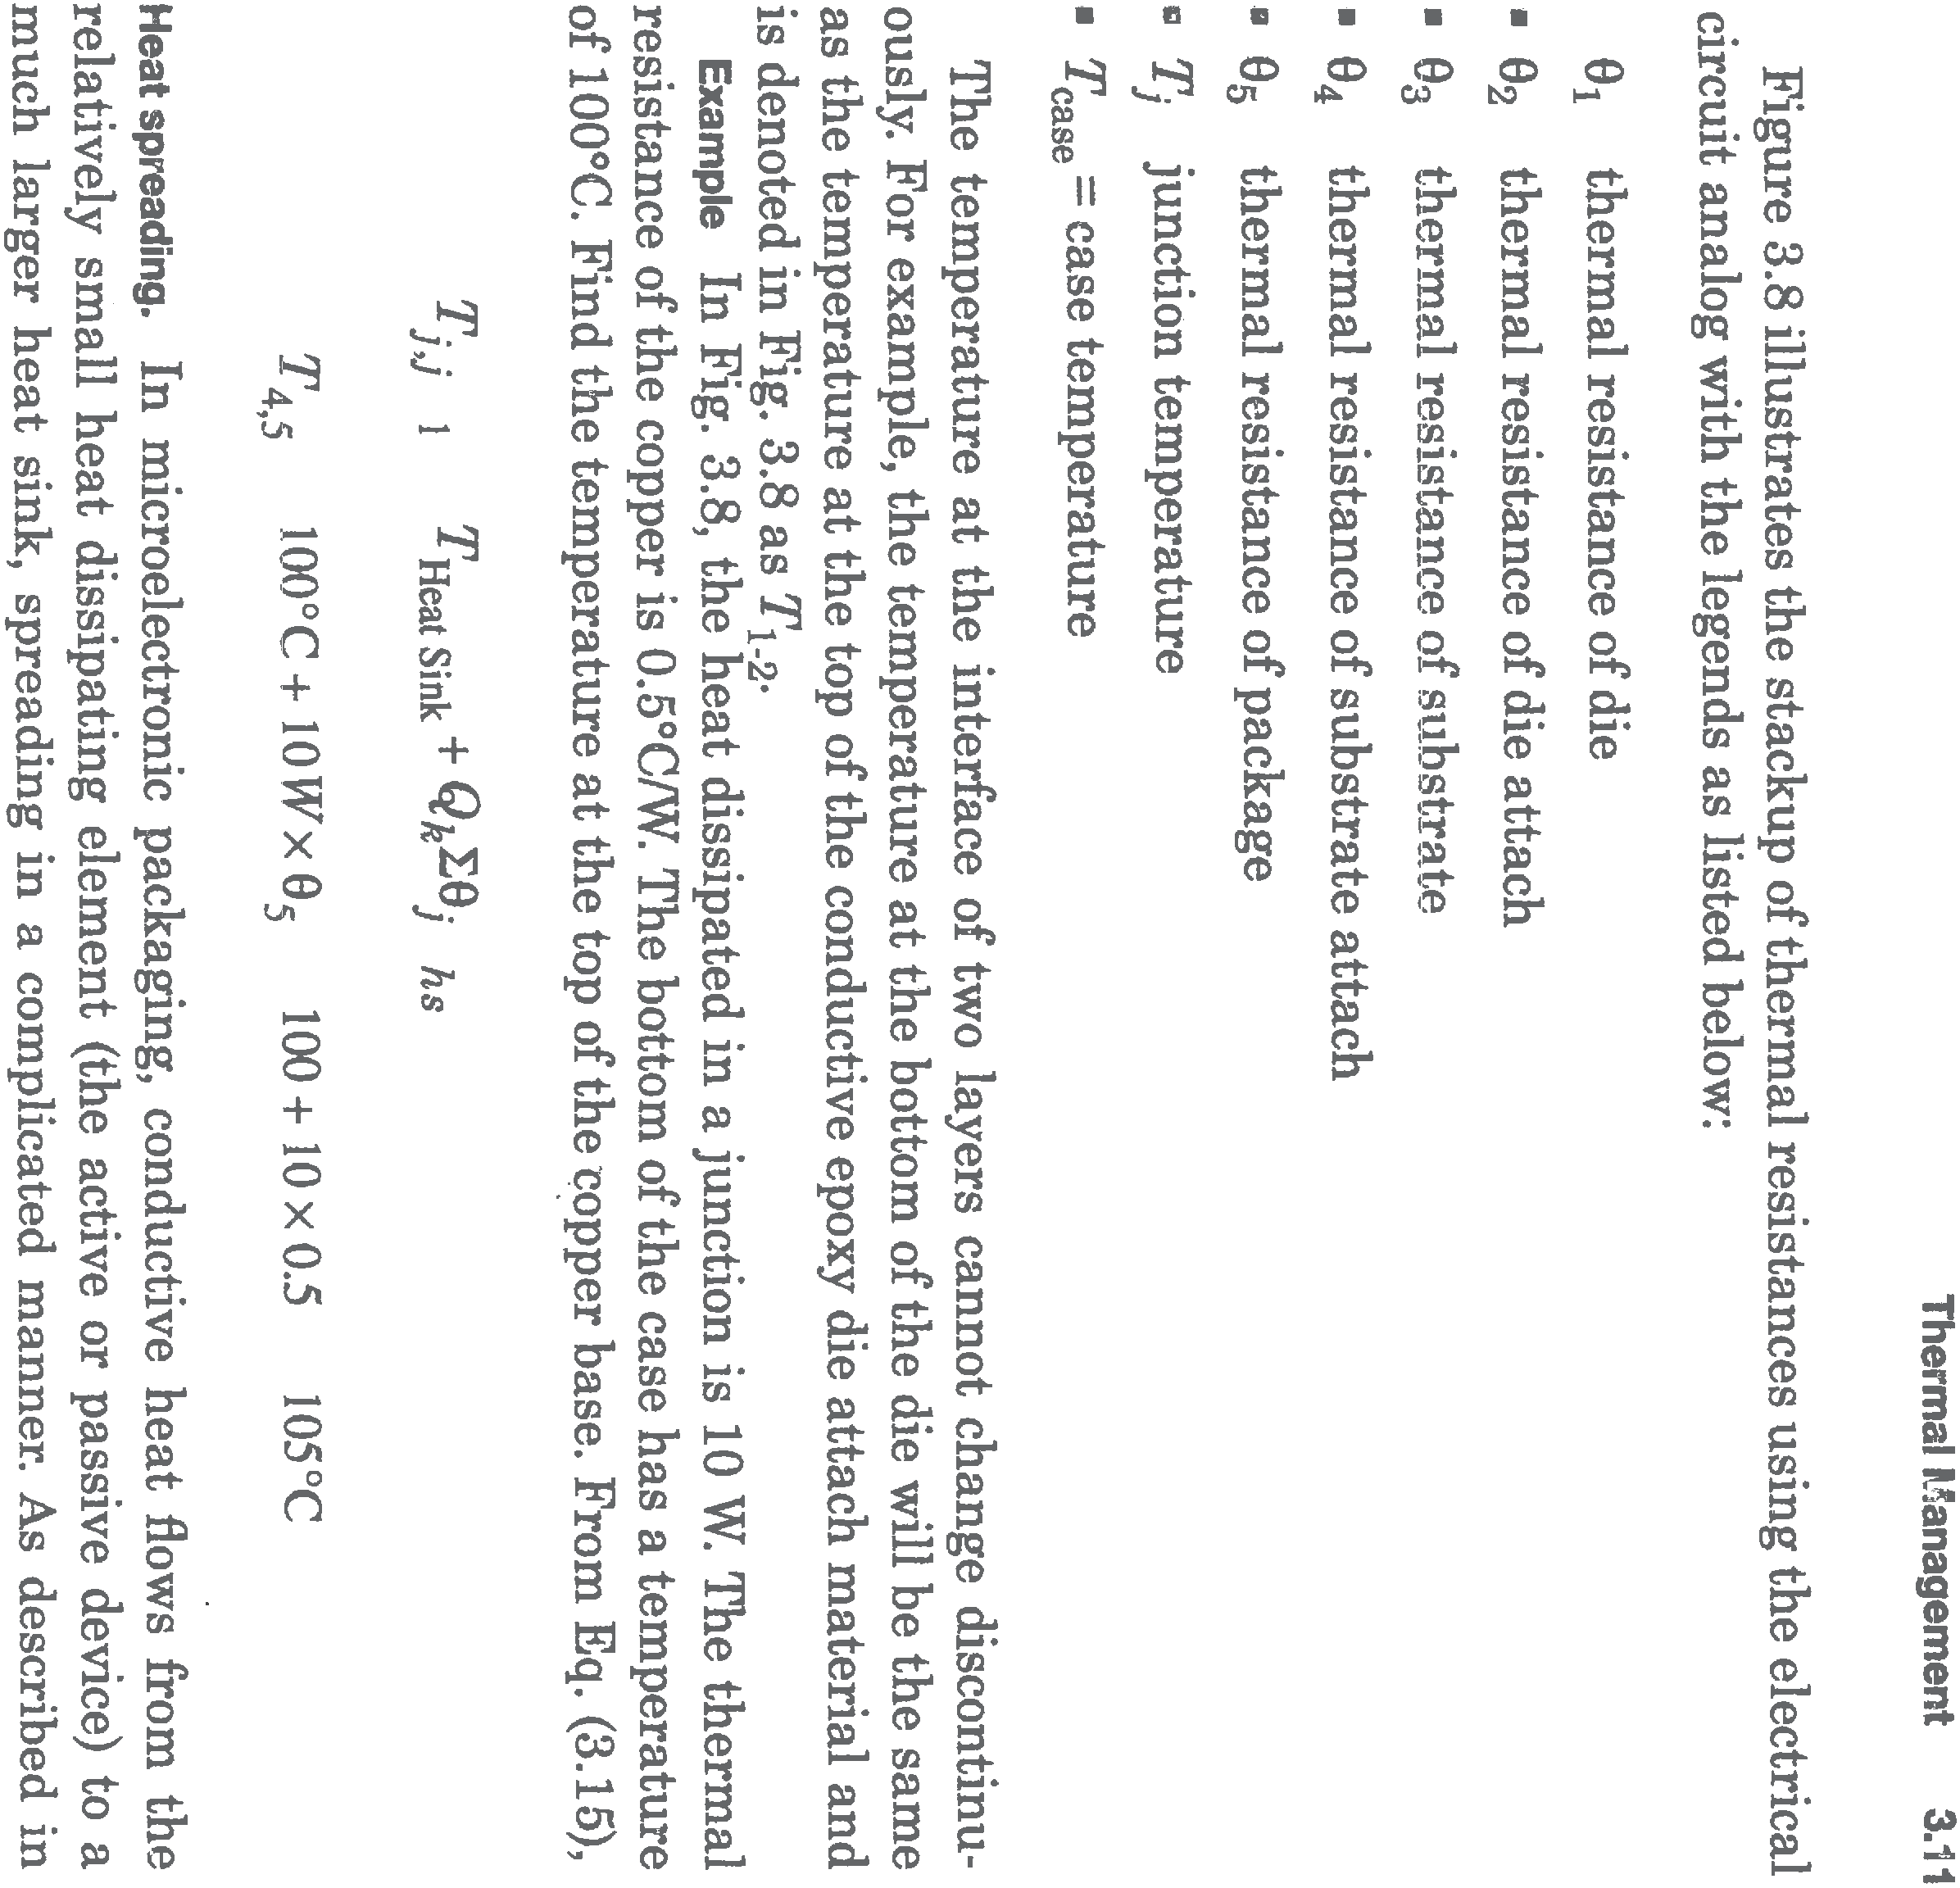 Thermal Management 3.11
Figure 3.8 illustrates the stackup of thermal resistances using the electrical
circuit analog with the legends as listed below:
θ1 thermal resistance of die
▪ θ2 thermal resistance of die attach
▪ θ3 thermal resistance of substrate
▪ θ4 thermal resistance of substrate attach
▪ θ5 thermal resistance of package
▪ Tj junction temperature
▪ Tcase = case temperature
The temperature at the interface of two layers cannot change discontinu-
ously. For example, the temperature at the bottom of the die will be the same
as the temperature at the top of the conductive epoxy die attach material and
is denoted in Fig. 3.8 as T1-2.
Example In Fig. 3.8, the heat dissipated in a junction is 10 W. The thermal
resistance of the copper is 0.5°C/W. The bottom of the case has a temperature
of 100°C. Find the temperature at the top of the copper base. From Eq. (3.15),
Tj,j 1 THeat Sink + QkΣθj hs
T4,5 100°C + 10W × θ5 100 + 10 × 0.5 105°C
Heat spreading. In microelectronic packaging, conductive heat flows from the
relatively small heat dissipating element (the active or passive device) to a
much larger heat sink, spreading in a complicated manner. As described in